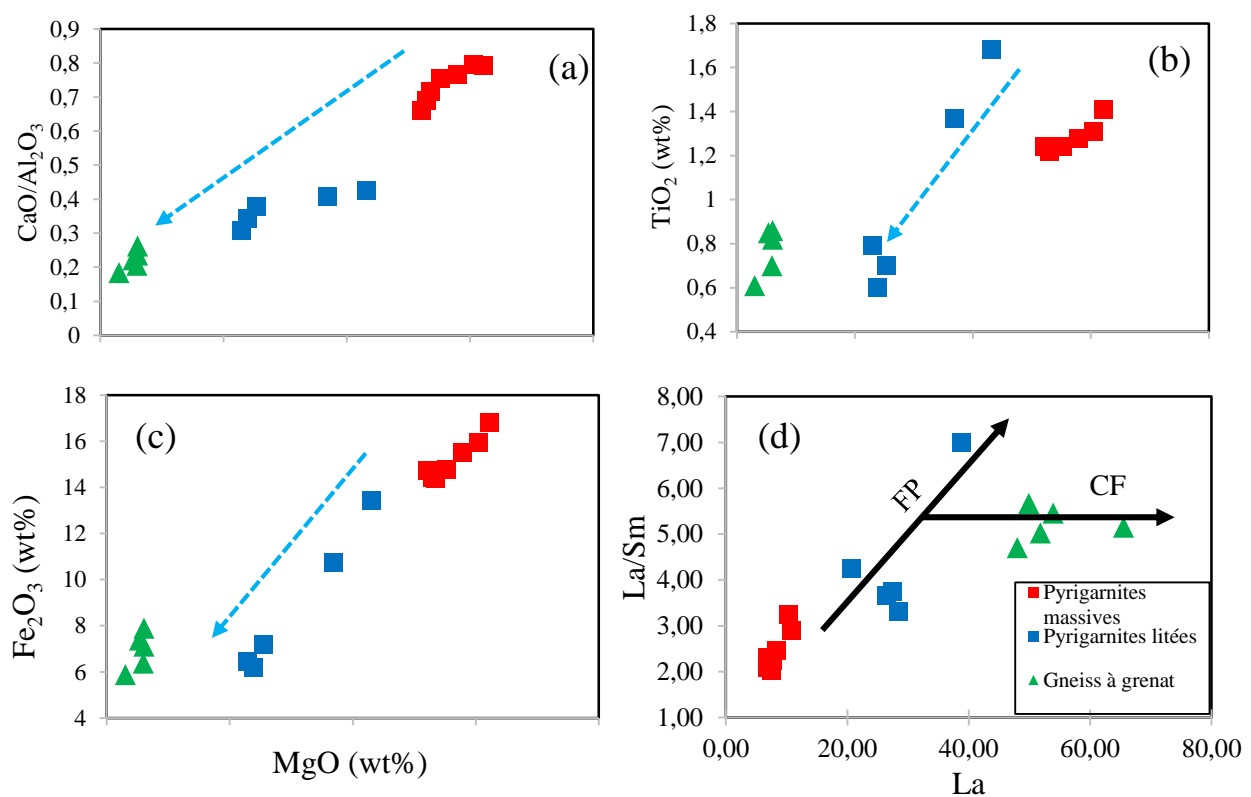 0,9
0,8
0,7
0,6
0,5
0,4
0,3
0,2
0,1
0
CaO/Al₂O₃
(a)
1,8
1,6
1,4
1,2
1
0,8
0,6
0,4
TiO₂ (wt%)
(b)
18
16
14
12
10
8
6
4
Fe₂O₃ (wt%)
(c)
MgO (wt%)
8,00
7,00
6,00
5,00
4,00
3,00
2,00
1,00
La/Sm
(d)
FP
CF
Pyrigarnites
massives
Pyrigarnites litées
Gneiss à grenat
0,00 20,00 40,00 60,00 80,00
La